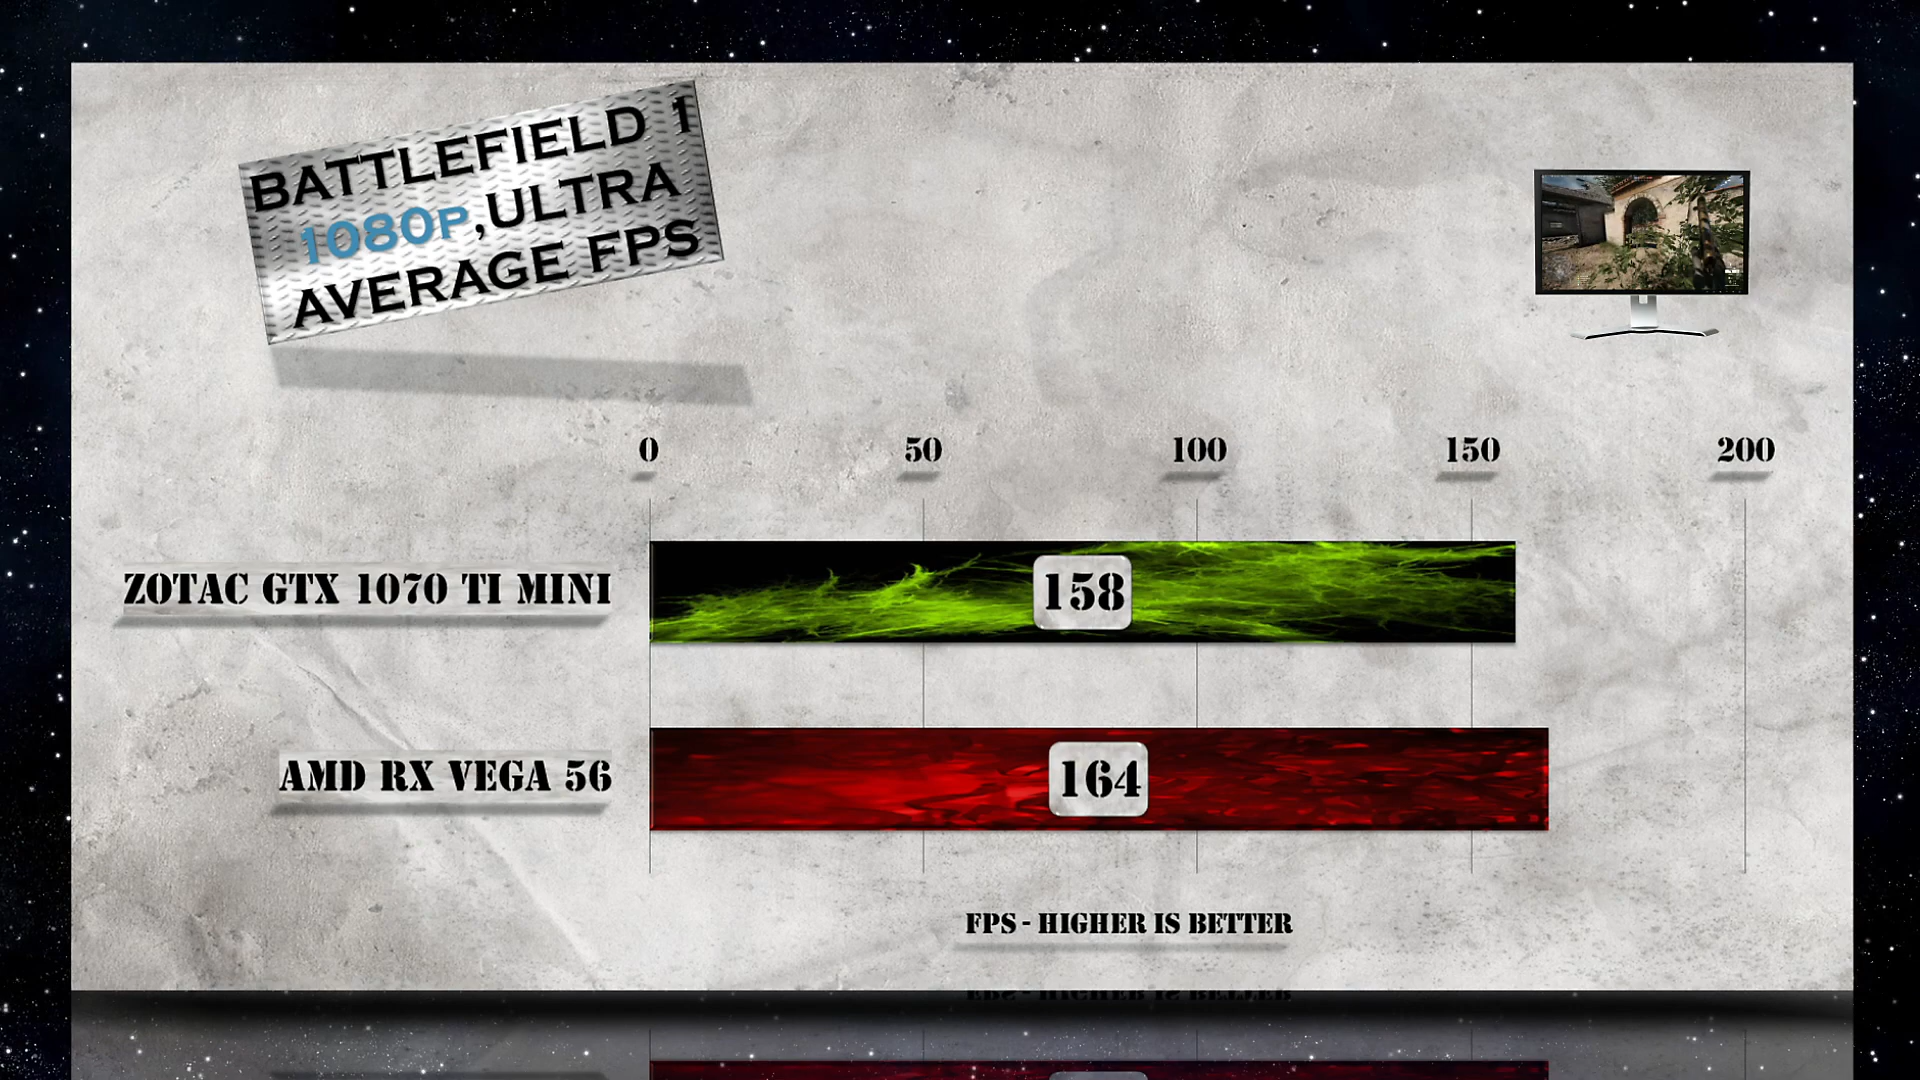 BATTLEFIELD 1
1080P,ULTRA
AVERAGE FPS
0 50 100 150 200
ZOTAC GTX 1070 TI MINI
158
AMD RX VEGA 56
164
FPS - HIGHER IS BETTER